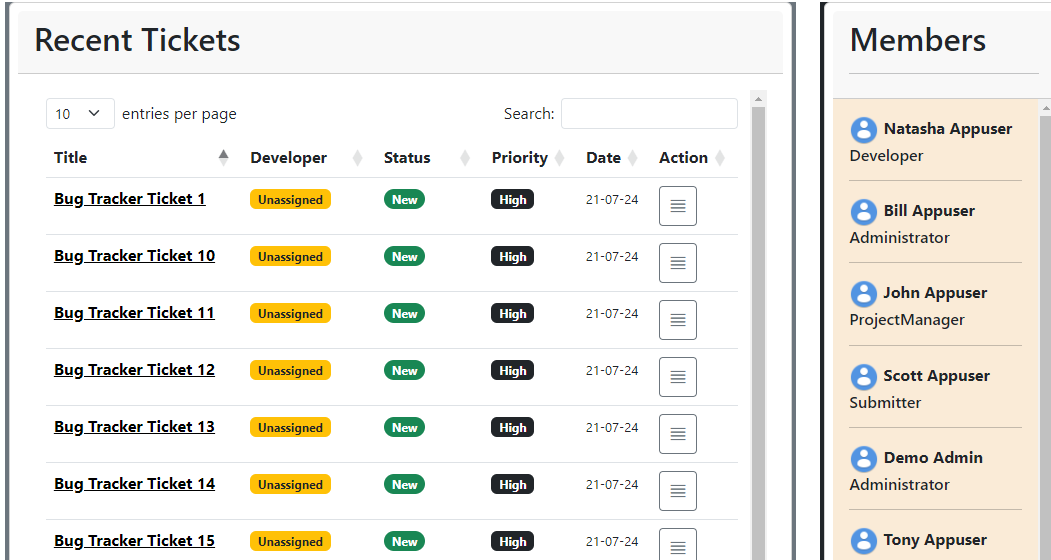 Recent Tickets
10 entries per page Search:
Title Developer Status Priority Date Action
Bug Tracker Ticket 1 Unassigned New High 21-07-24
Bug Tracker Ticket 10 Unassigned New High 21-07-24
Bug Tracker Ticket 11 Unassigned New High 21-07-24
Bug Tracker Ticket 12 Unassigned New High 21-07-24
Bug Tracker Ticket 13 Unassigned New High 21-07-24
Bug Tracker Ticket 14 Unassigned New High 21-07-24
Bug Tracker Ticket 15 Unassigned New High 21-07-24
Members
Natasha Appuser
Developer
Bill Appuser
Administrator
John Appuser
ProjectManager
Scott Appuser
Submitter
Demo Admin
Administrator
Tony Appuser